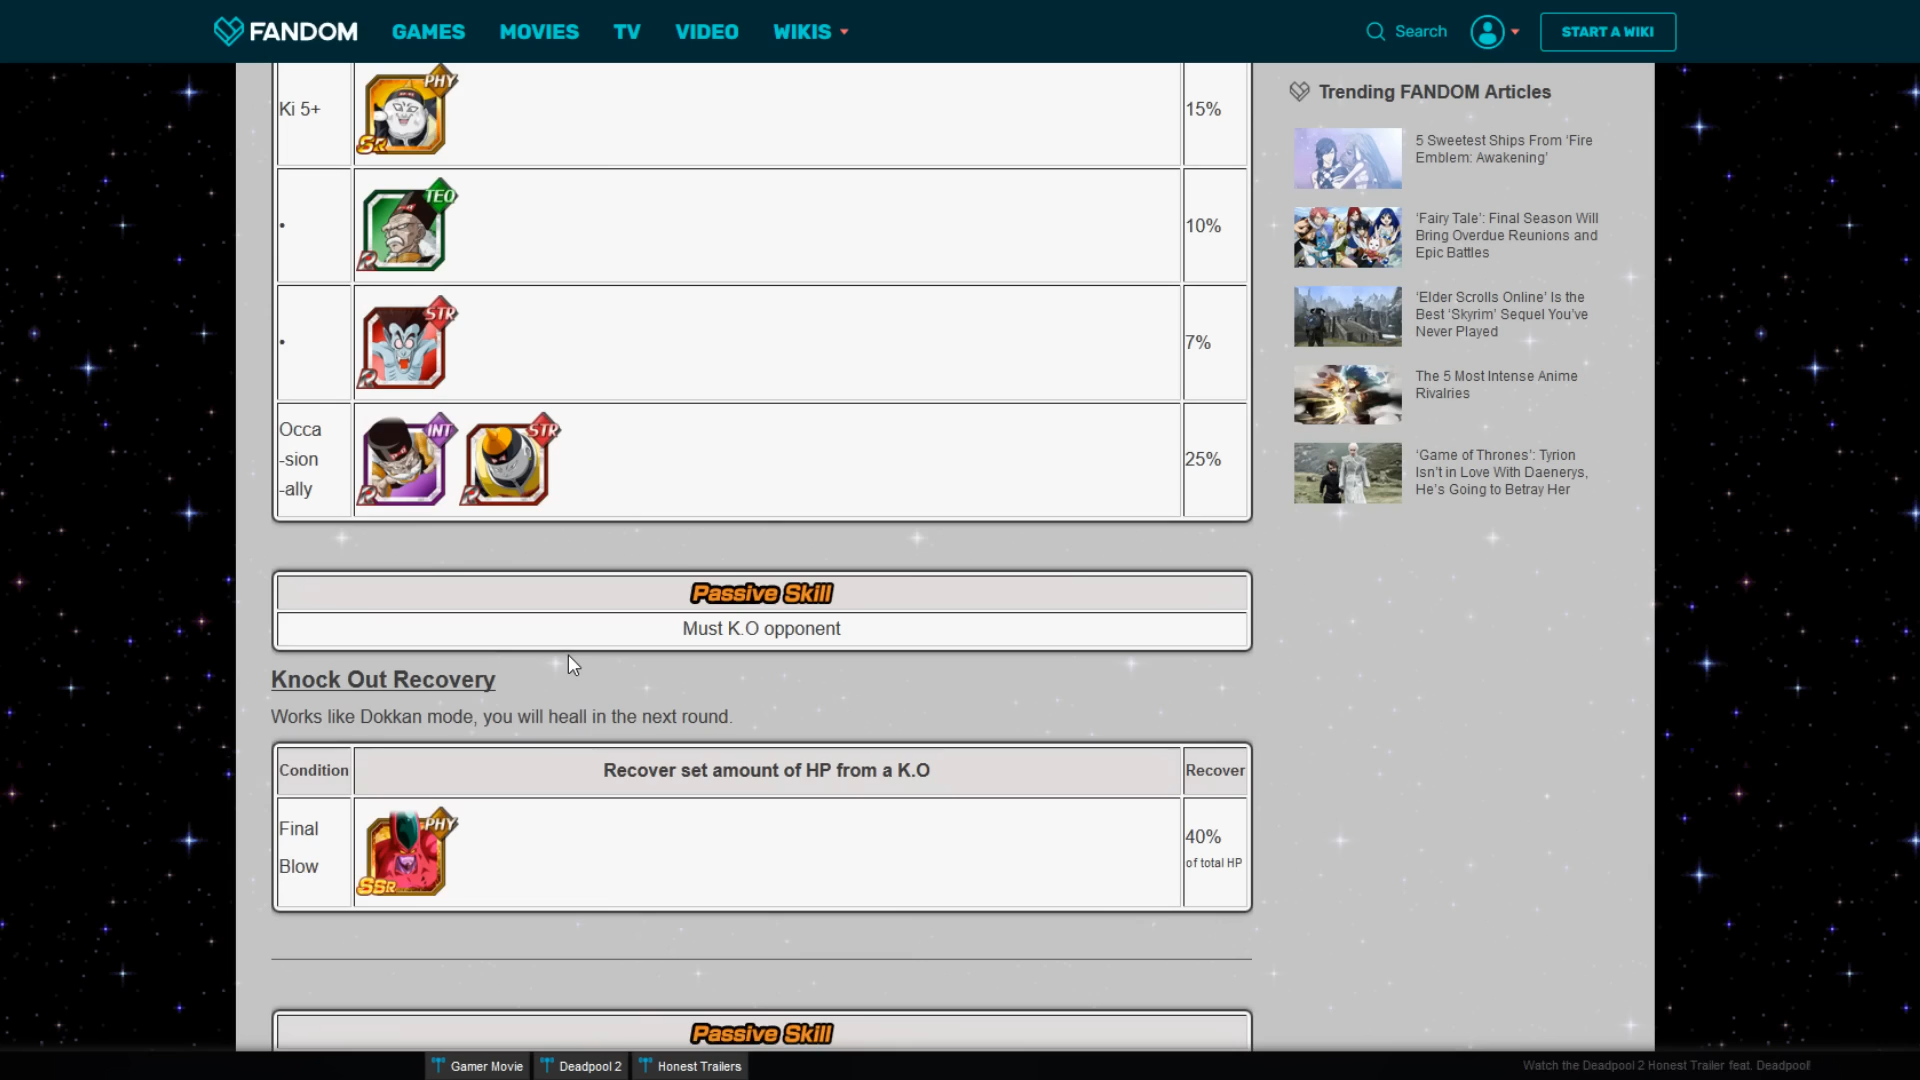 FANDOM GAMES MOVIES TV VIDEO WIKIS Search START A WIKI
Ki 5+ PHY SR 15%
• TEQ R 10%
• STR R 7%
Occa
-sion
-ally
INT R STR R 25%
Passive Skill
Must K.O opponent
Knock Out Recovery
Works like Dokkan mode, you will heall in the next round.
Condition Recover set amount of HP from a K.O Recover
Final
Blow
PHY SSR
40%
of total HP
Passive Skill
Trending FANDOM Articles
5 Sweetest Ships From ‘Fire
Emblem: Awakening’
‘Fairy Tale’: Final Season Will
Bring Overdue Reunions and
Epic Battles
‘Elder Scrolls Online’ Is the
Best ‘Skyrim’ Sequel You’ve
Never Played
The 5 Most Intense Anime
Rivalries
‘Game of Thrones’: Tyrion
Isn’t in Love With Daenerys,
He’s Going to Betray Her
Gamer Movie Deadpool 2 Honest Trailers Watch the Deadpool 2 Honest Trailer feat. Deadpool!